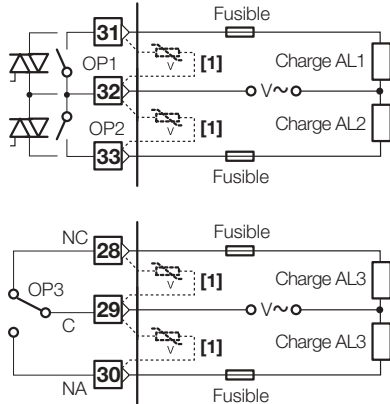 Fusible
31
OP1
V
[1]
Charge AL1
32
V~
OP2
V
[1]
Charge AL2
33
Fusible
Fusible
NC
28
V
[1]
Charge AL3
OP3
29
V~
C
V
[1]
Charge AL3
30
NA
Fusible